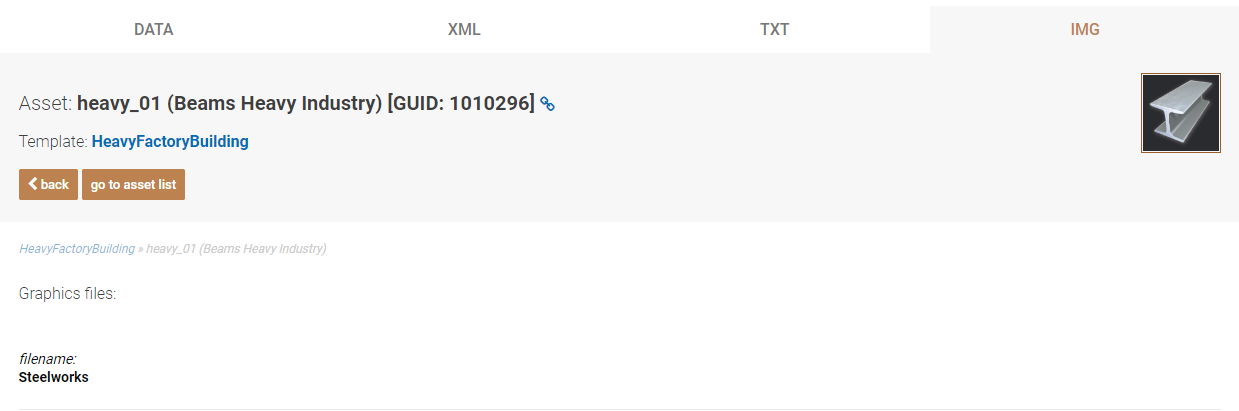 DATA XML TXT IMG
Asset: heavy_01 (Beams Heavy Industry) [GUID: 1010296]
Template: HeavyFactoryBuilding
back go to asset list
HeavyFactoryBuilding » heavy_01 (Beams Heavy Industry)
Graphics files:
filename:
Steelworks